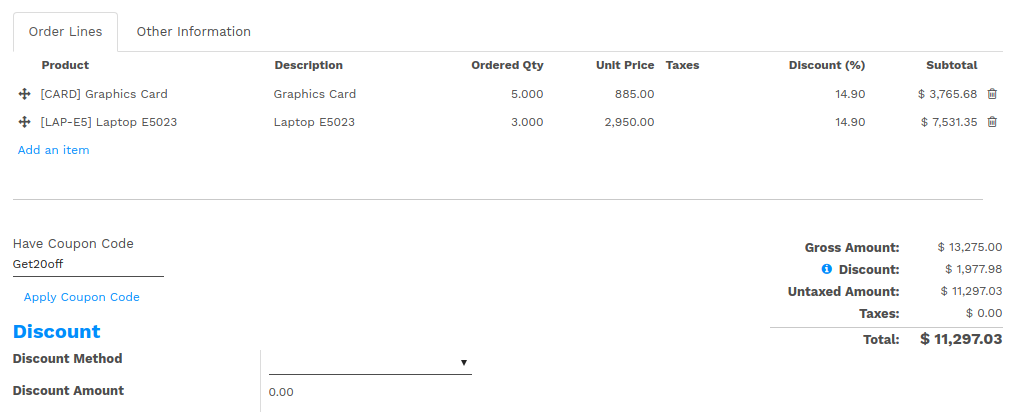 Order Lines Other Information
Product Description Ordered Qty Unit Price Taxes Discount (%) Subtotal
[CARD] Graphics Card Graphics Card 5.000 885.00 14.90 $ 3,765.68
[LAP-E5] Laptop E5023 Laptop E5023 3.000 2,950.00 14.90 $ 7,531.35
Add an item
Have Coupon Code
Get20off
Apply Coupon Code
Discount
Discount Method
Discount Amount 0.00
Gross Amount: $ 13,275.00
Discount: $ 1,977.98
Untaxed Amount: $ 11,297.03
Taxes: $ 0.00
Total: $ 11,297.03